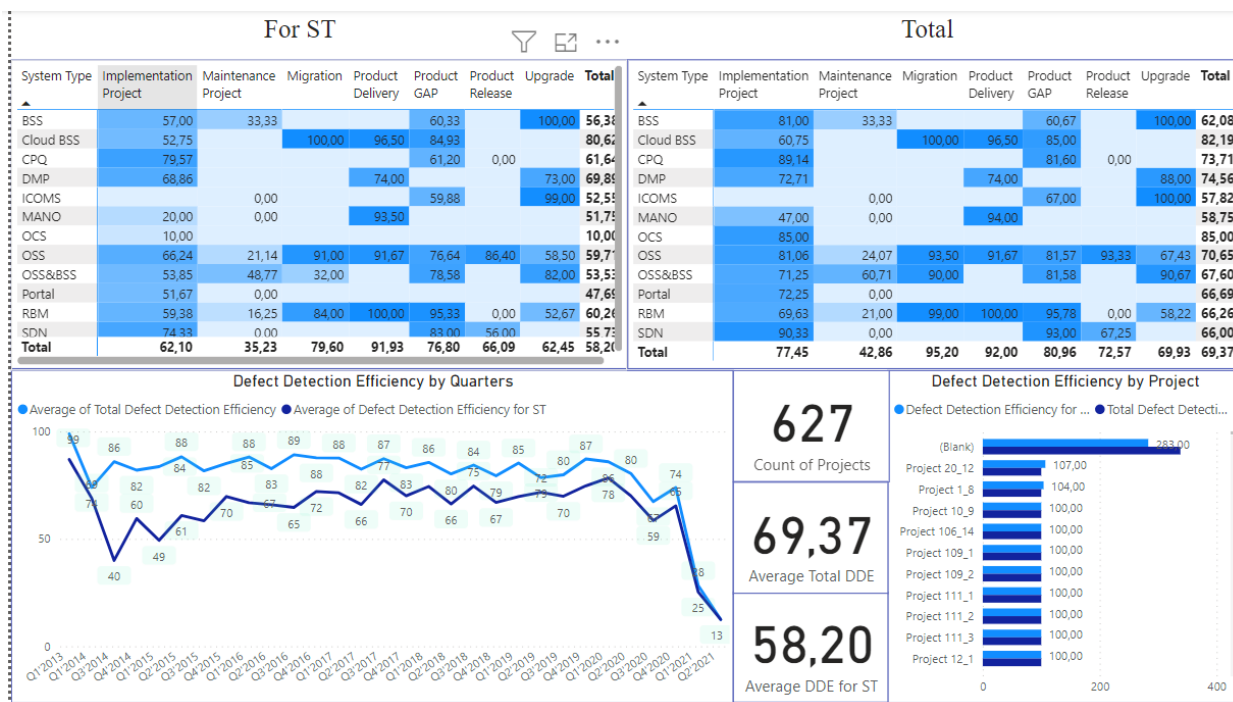 For ST
System Type Implementation Project Maintenance Project Migration Product Delivery Product GAP Product Release Upgrade Total
BSS 57,00 33,33 60,33 100,00 56,38
Cloud BSS 52,75 100,00 96,50 84,93 80,62
CPQ 79,57 61,20 0,00 61,64
DMP 68,86 74,00 73,00 69,89
ICOMS 0,00 59,88 99,00 52,55
MANO 20,00 0,00 93,50 51,75
OCS 10,00 10,00
OSS 66,24 21,14 91,00 91,67 76,64 86,40 58,50 59,71
OSS&BSS 53,85 48,77 32,00 78,58 82,00 53,53
Portal 51,67 0,00 47,69
RBM 59,38 16,25 84,00 100,00 95,33 0,00 52,67 60,26
SDN 74,33 0,00 83,00 56,00 55,73
Total 62,10 35,23 79,60 91,93 76,80 66,09 62,45 58,20
Total
System Type Implementation Project Maintenance Project Migration Product Delivery Product GAP Product Release Upgrade Total
BSS 81,00 33,33 60,67 100,00 62,08
Cloud BSS 60,75 100,00 96,50 85,00 82,19
CPQ 89,14 81,60 0,00 73,71
DMP 72,71 74,00 88,00 74,56
ICOMS 0,00 67,00 100,00 57,82
MANO 47,00 0,00 94,00 58,75
OCS 85,00 85,00
OSS 81,06 24,07 93,50 91,67 81,57 93,33 67,43 70,65
OSS&BSS 71,25 60,71 90,00 81,58 90,67 67,60
Portal 72,25 0,00 66,69
RBM 69,63 21,00 99,00 100,00 95,78 0,00 58,22 66,26
SDN 90,33 0,00 93,00 67,25 66,00
Total 77,45 42,86 95,20 92,00 80,96 72,57 69,93 69,37
Defect Detection Efficiency by Quarters
Average of Total Defect Detection Efficiency Average of Defect Detection Efficiency for ST
100
50
0
99 86 88 88 89 88 87 86 84 85 87 80 74
82 84 82 85 83 88 82 77 83 80 75 79 72 80 86
74 60 61 70 67 65 72 66 70 66 67 79 70 78 59
40 49 25 13
Q1'2013 Q1'2014 Q3'2014 Q4'2014 Q1'2015 Q2'2015 Q3'2015 Q4'2015 Q1'2016 Q2'2016 Q3'2016 Q4'2016 Q1'2017 Q2'2017 Q3'2017 Q4'2017 Q1'2018 Q2'2018 Q3'2018 Q4'2018 Q1'2019 Q2'2019 Q3'2019 Q4'2019 Q1'2020 Q2'2020 Q3'2020 Q4'2020 Q1'2021 Q2'2021
627
Count of Projects
69,37
Average Total DDE
58,20
Average DDE for ST
Defect Detection Efficiency by Project
Defect Detection Efficiency for ... Total Defect Detecti...
(Blank) 283,00
Project 20_12 107,00
Project 1_8 104,00
Project 10_9 100,00
Project 106_14 100,00
Project 109_1 100,00
Project 109_2 100,00
Project 111_1 100,00
Project 111_2 100,00
Project 111_3 100,00
Project 12_1 100,00
0 200 400